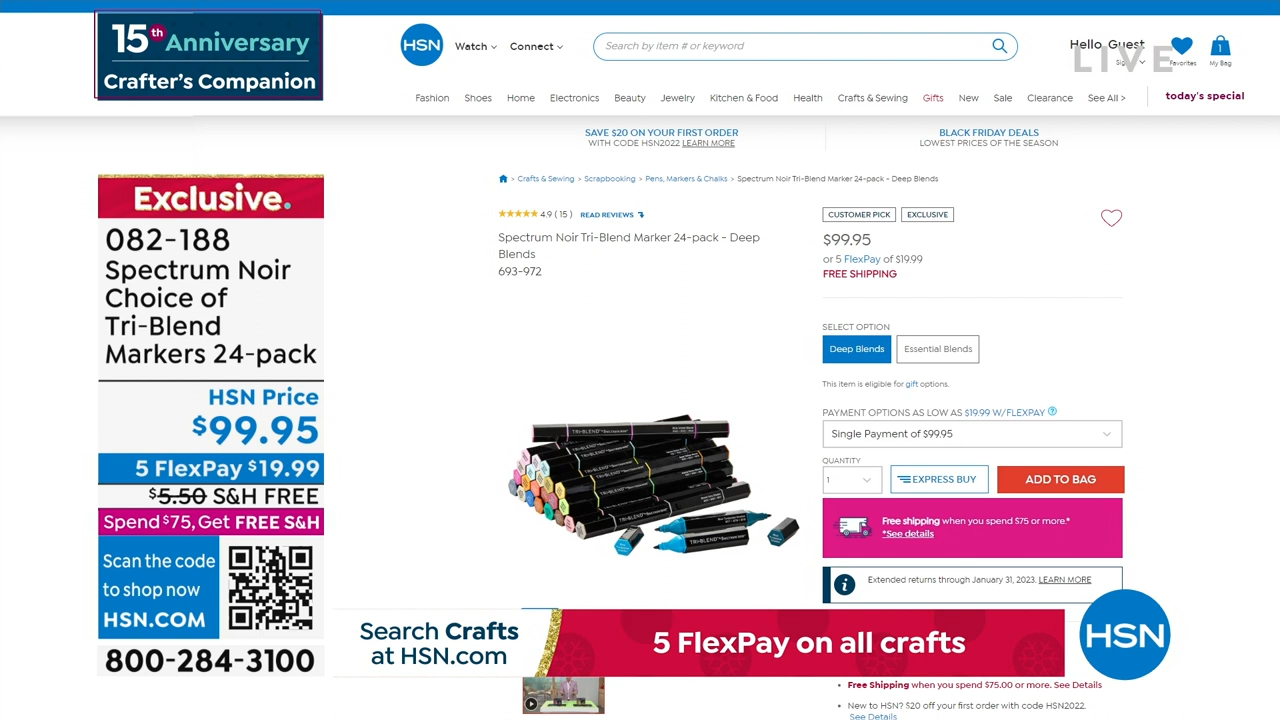 15th Anniversary
Crafter's Companion
HSN
Watch
Connect
Search by item # or keyword
Hello, Guest
LIVE
Favorites
1
My Bag
Fashion Shoes Home Electronics Beauty Jewelry Kitchen & Food Health Crafts & Sewing Gifts New Sale Clearance See All >
today's special
SAVE $20 ON YOUR FIRST ORDER
WITH CODE HSN2022 LEARN MORE
BLACK FRIDAY DEALS
LOWEST PRICES OF THE SEASON
Exclusive.
082-188
Spectrum Noir
Choice of
Tri-Blend
Markers 24-pack
HSN Price
$99.95
5 FlexPay $19.99
$5.50 S&H FREE
Spend $75, Get FREE S&H
Scan the code
to shop now
HSN.COM
800-284-3100
> Crafts & Sewing > Scrapbooking > Pens, Markers & Chalks > Spectrum Noir Tri-Blend Marker 24-pack - Deep Blends
4.9 ( 15 ) READ REVIEWS
Spectrum Noir Tri-Blend Marker 24-pack - Deep
Blends
693-972
TRI-BLEND
TRI-BLEND
CUSTOMER PICK
EXCLUSIVE
$99.95
or 5 FlexPay of $19.99
FREE SHIPPING
SELECT OPTION
Deep Blends
Essential Blends
This item is eligible for gift options.
PAYMENT OPTIONS AS LOW AS $19.99 W/FLEXPAY ?
Single Payment of $99.95
QUANTITY
1
EXPRESS BUY
ADD TO BAG
Free shipping when you spend $75 or more.*
*See details
Extended returns through January 31, 2023. LEARN MORE
Search Crafts
at HSN.com
5 FlexPay on all crafts
HSN
• Free Shipping when you spend $75.00 or more. See Details
• New to HSN? $20 off your first order with code HSN2022.
See Details